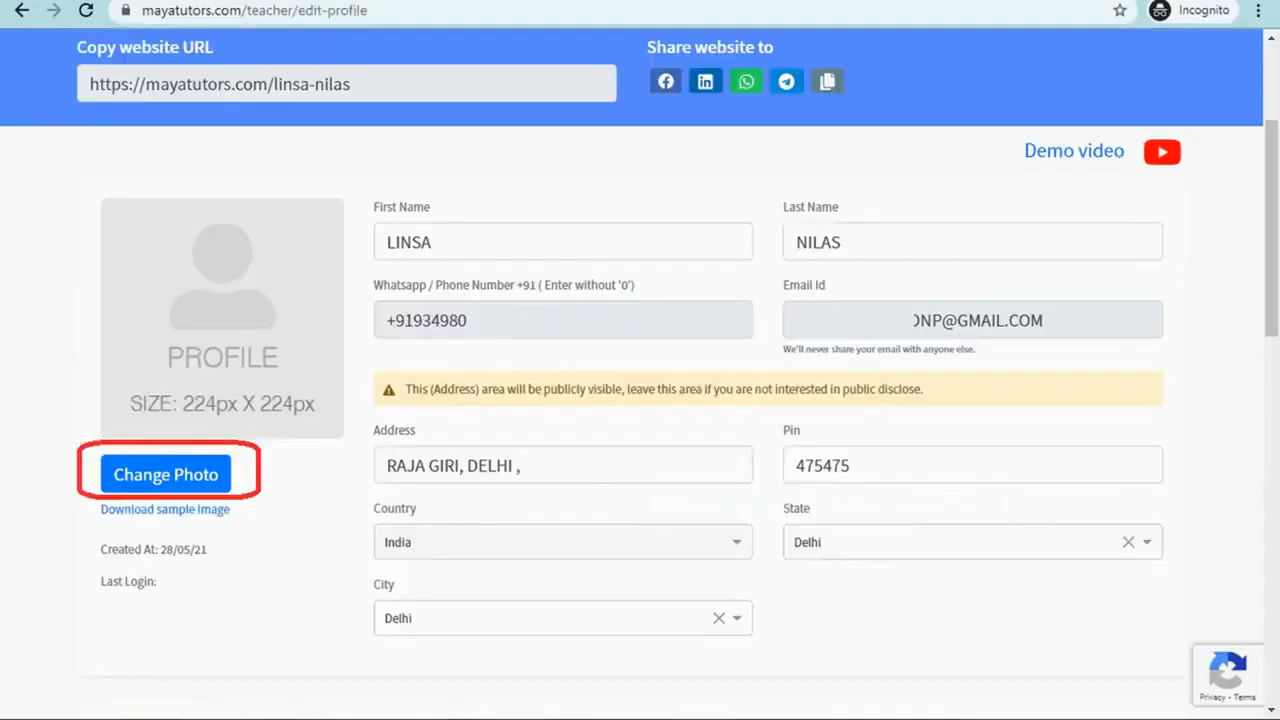 mayatutors.com/teacher/edit-profile
Incognito
Copy website URL
Share website to
https://mayatutors.com/linsa-nilas
Demo video
First Name
Last Name
LINSA
NILAS
Whatsapp / Phone Number +91 ( Enter without '0')
Email Id
+91934980
NP@GMAIL.COM
We'll never share your email with anyone else.
PROFILE
SIZE: 224px X 224px
This (Address) area will be publicly visible, leave this area if you are not interested in public disclose.
Address
Pin
RAJA GIRI, DELHI ,
475475
Change Photo
Download sample Image
Country
State
India
Delhi
Created At: 28/05/21
Last Login:
City
Delhi
Privacy - Terms